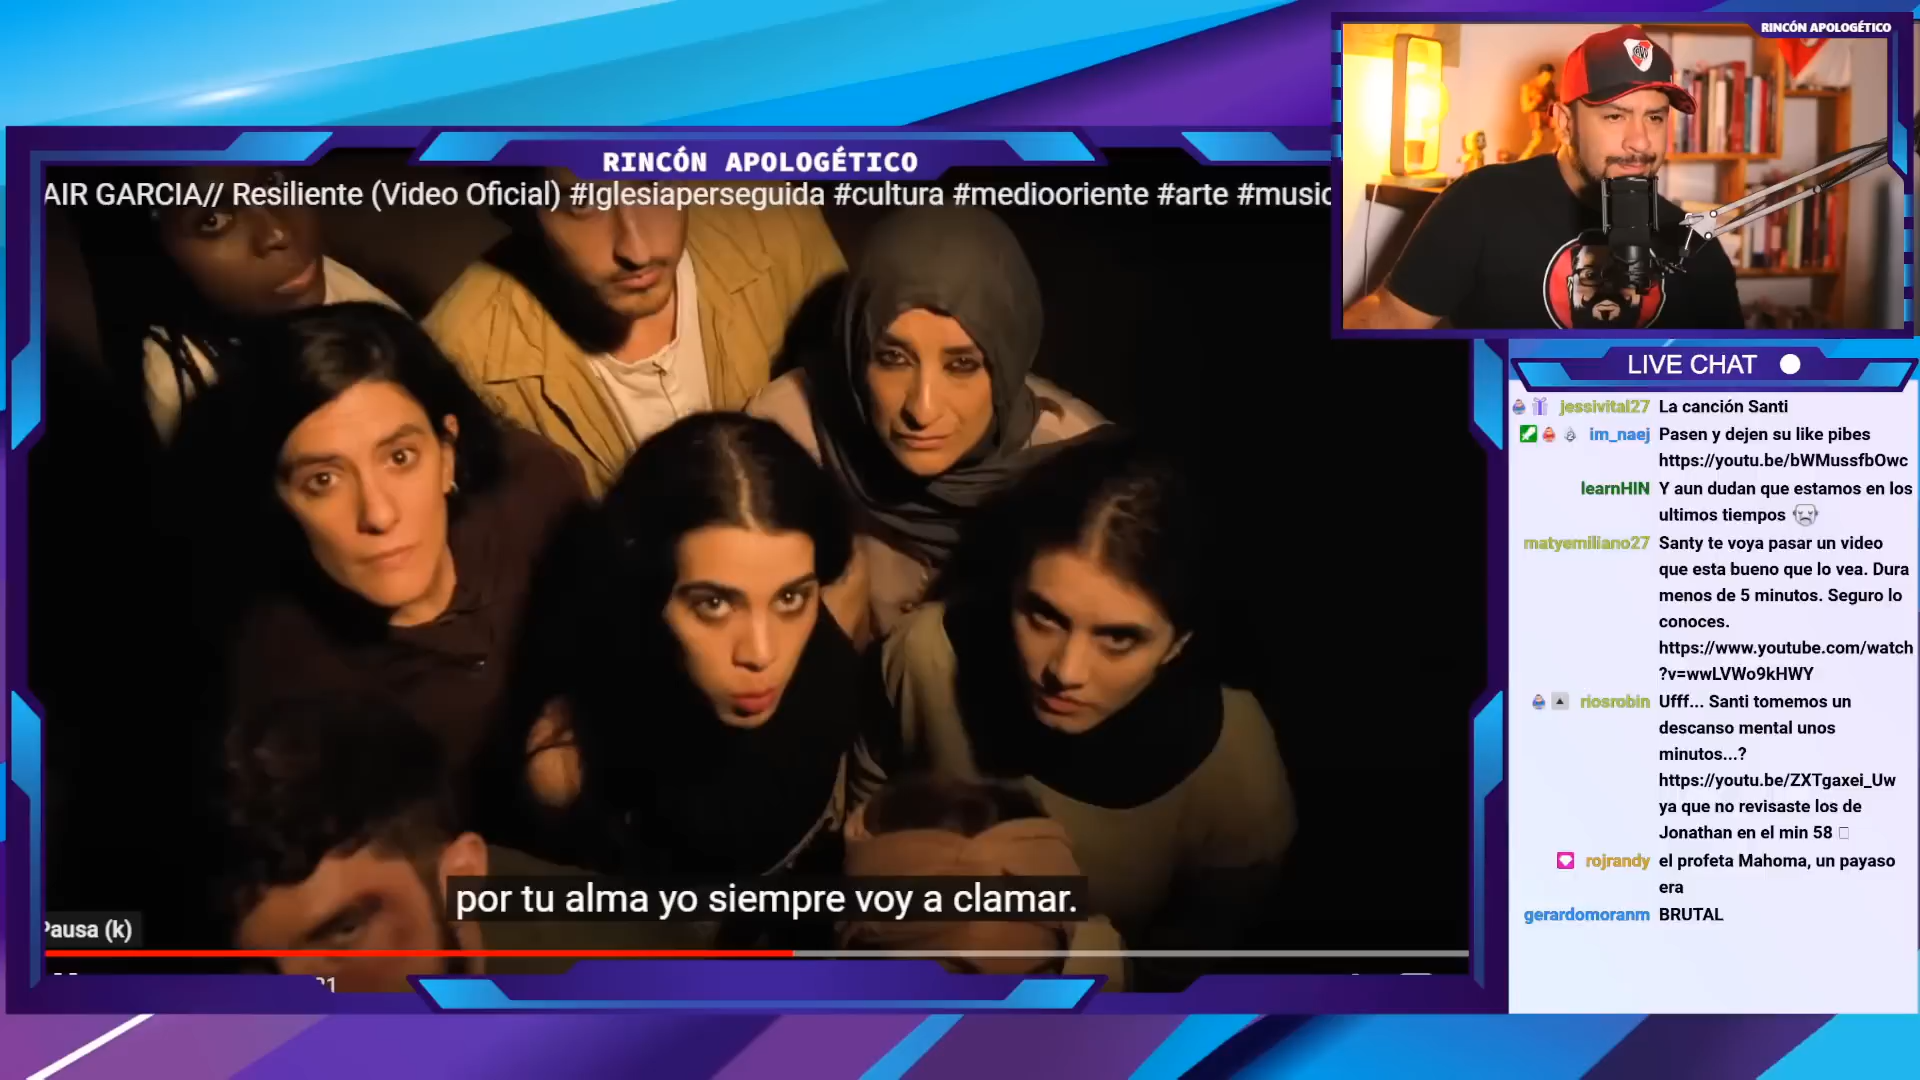 RINCÓN APOLOGÉTICO
RINCÓN APOLOGÉTICO
AIR GARCIA// Resiliente (Video Oficial) #Iglesiaperseguida #cultura #mediooriente #arte #music
por tu alma yo siempre voy a clamar.
Pausa (k)
LIVE CHAT
jessivital27 La canción Santi
im_naej Pasen y dejen su like pibes
https://youtu.be/bWMussfbOwc
learnHIN Y aun dudan que estamos en los
ultimos tiempos
matyemiliano27 Santy te voya pasar un video
que esta bueno que lo vea. Dura
menos de 5 minutos. Seguro lo
conoces.
https://www.youtube.com/watch
?v=wwLVWo9kHWY
riosrobin Ufff... Santi tomemos un
descanso mental unos
minutos...?
https://youtu.be/ZXTgaxei_Uw
ya que no revisaste los de
Jonathan en el min 58
rojrandy el profeta Mahoma, un payaso
era
gerardomoranm BRUTAL